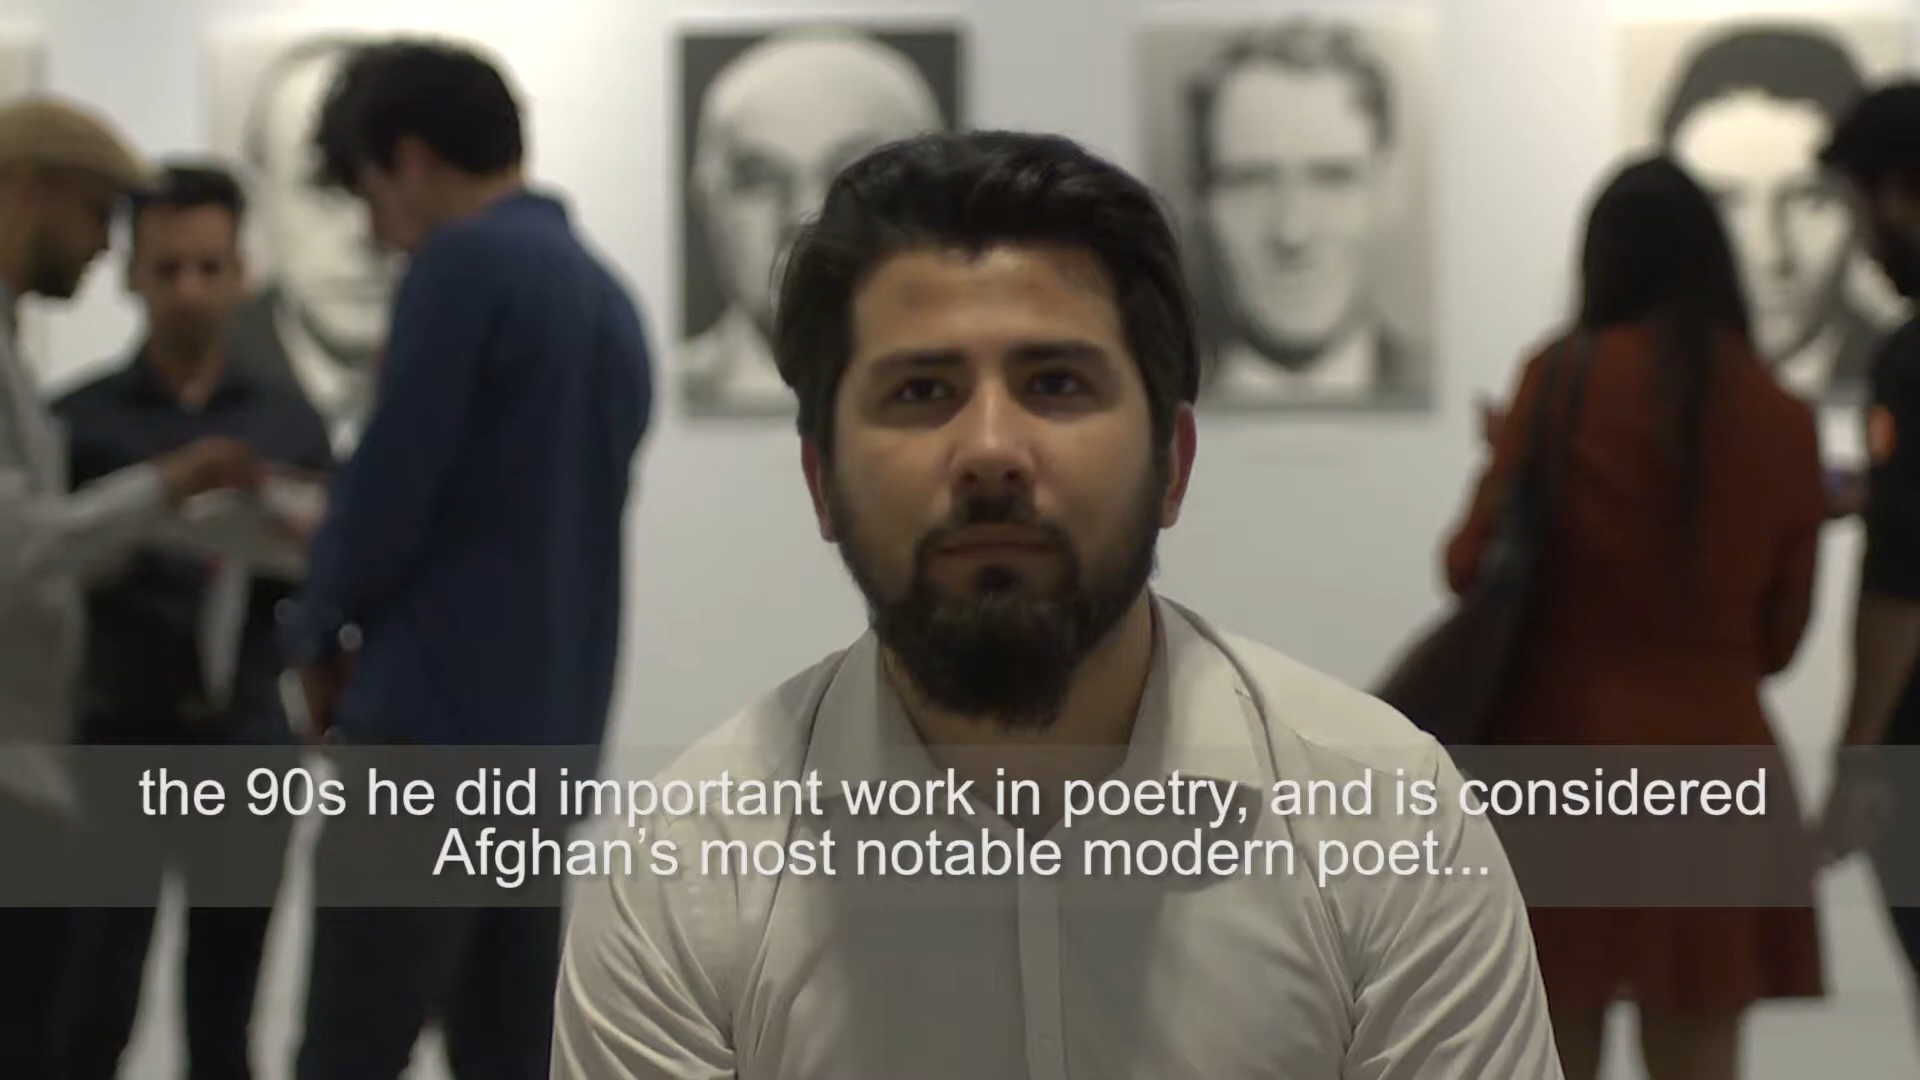 the 90s he did important work in poetry, and is considered
Afghan’s most notable modern poet...